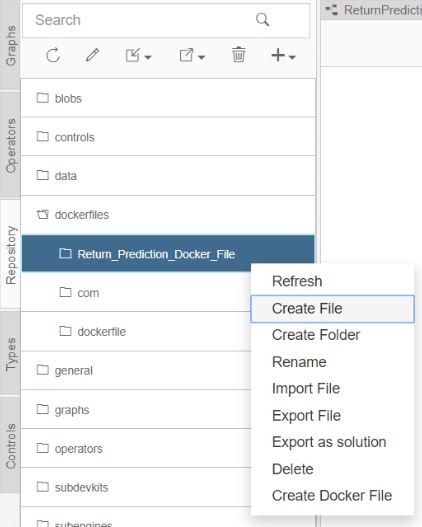 Graphs
Operators
Repository
Types
Controls
Search
ReturnPredicti
blobs
controls
data
dockerfiles
Return_Prediction_Docker_File
com
dockerfile
general
graphs
operators
subdevkits
subengines
Refresh
Create File
Create Folder
Rename
Import File
Export File
Export as solution
Delete
Create Docker File